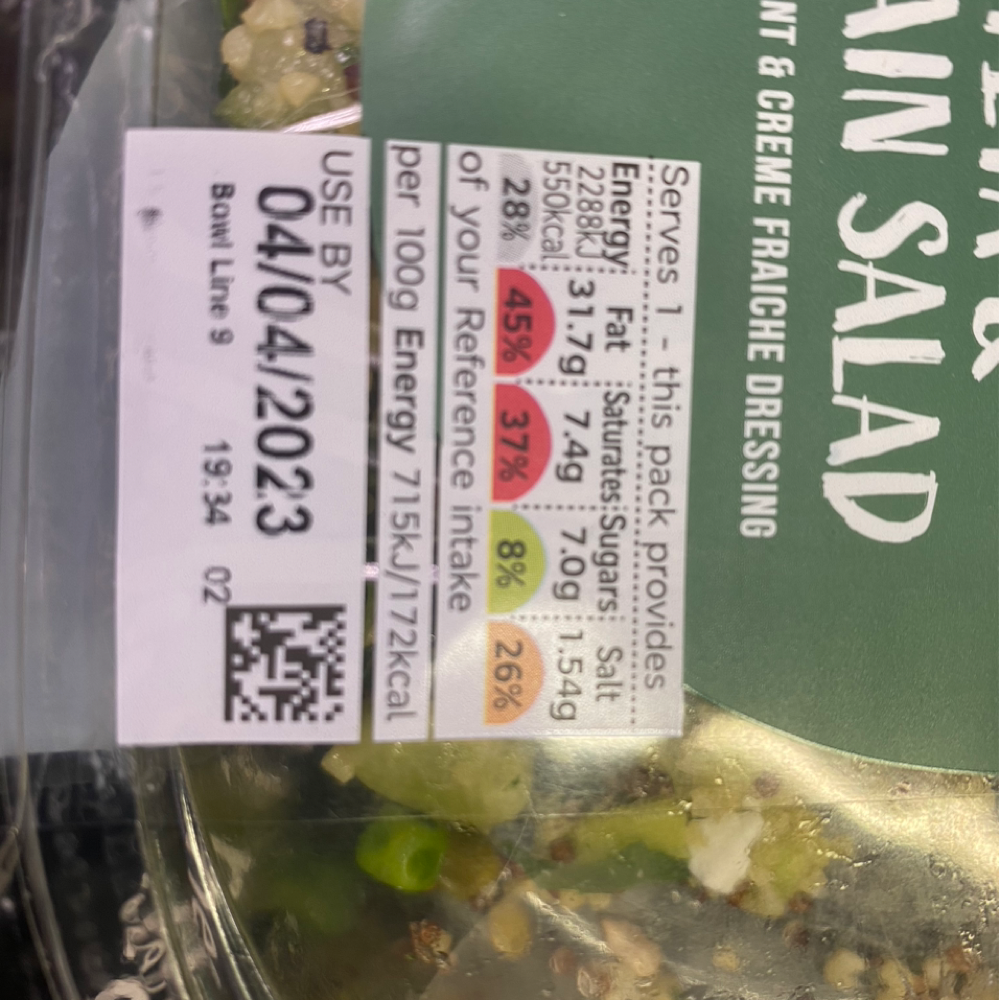 AIN SALAD
NT & CREME FRAICHE DRESSING
Serves 1 - this pack provides
Energy Fat Saturates Sugars Salt
2288kJ 31.7g 7.4g 7.0g 1.54g
550kcal
28% 45% 37% 8% 26%
of your Reference intake
per 100g Energy 715kJ/172kcal
USE BY
04/04/2023
Bowl Line 9 19:34 02